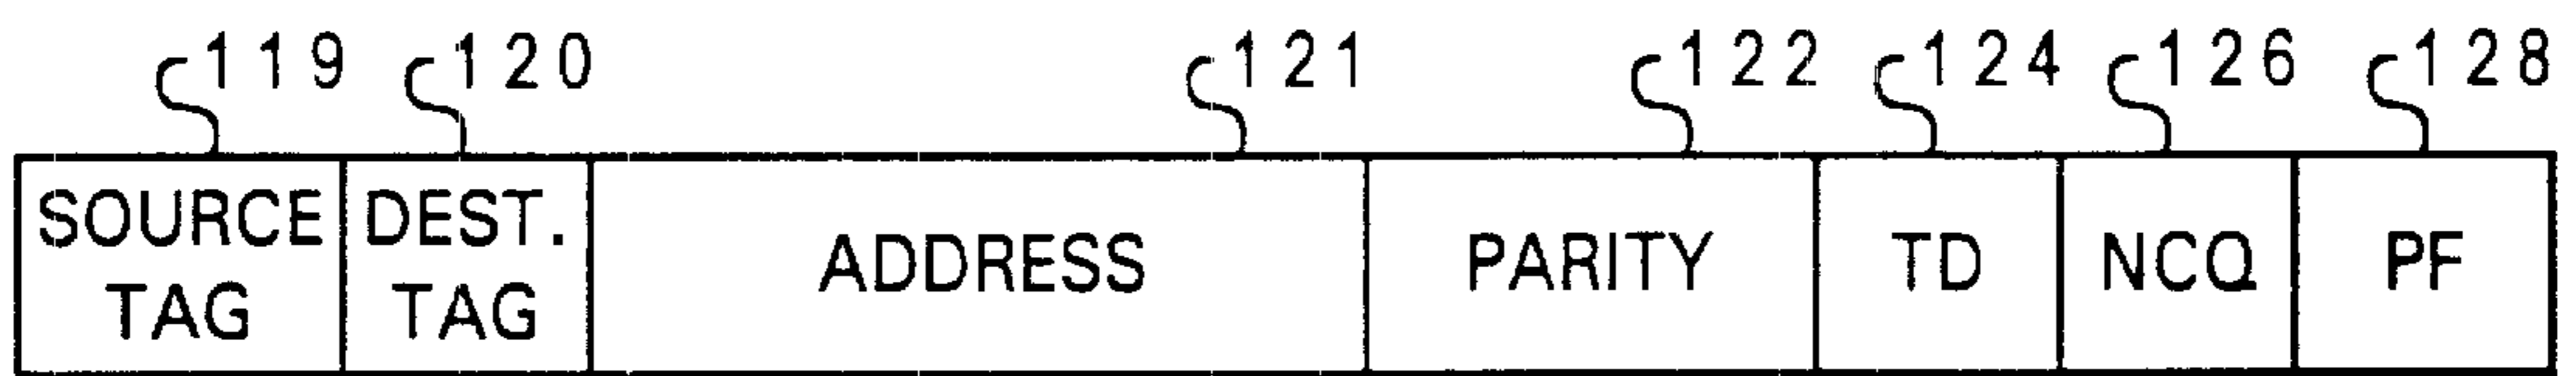 119 120 121 122 124 126 128
SOURCE TAG DEST. TAG ADDRESS PARITY TD NCQ PF